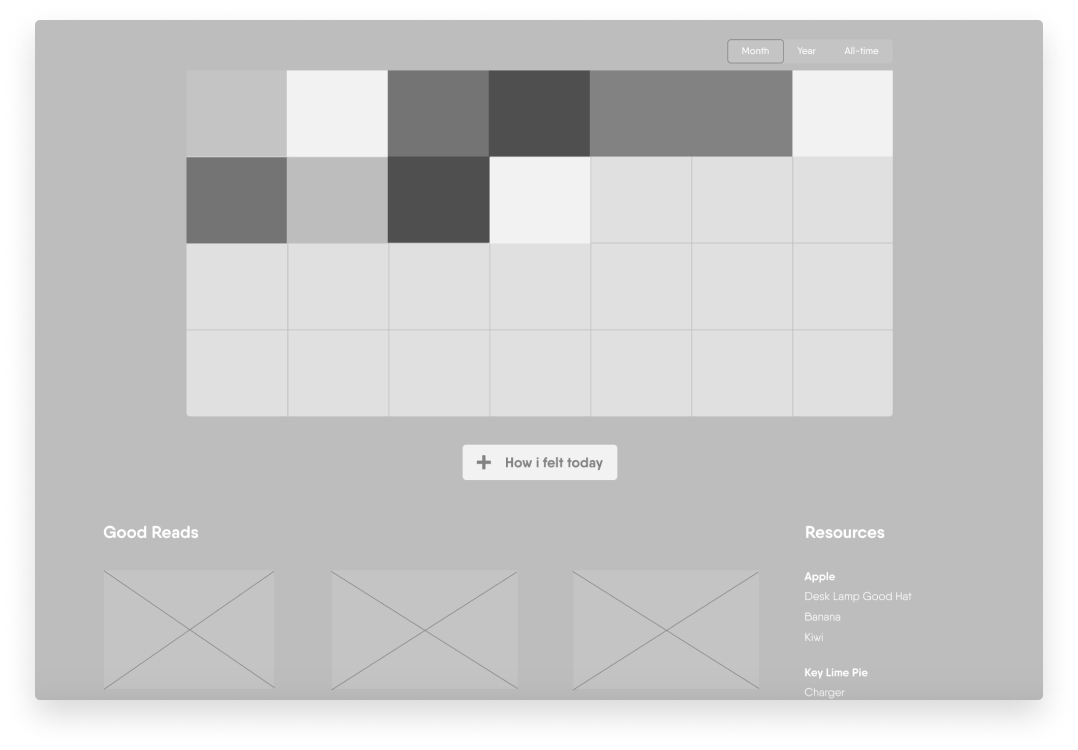 Month Year All-time
+ How i felt today
Good Reads
Resources
Apple
Desk Lamp Good Hat
Banana
Kiwi
Key Lime Pie
Charger